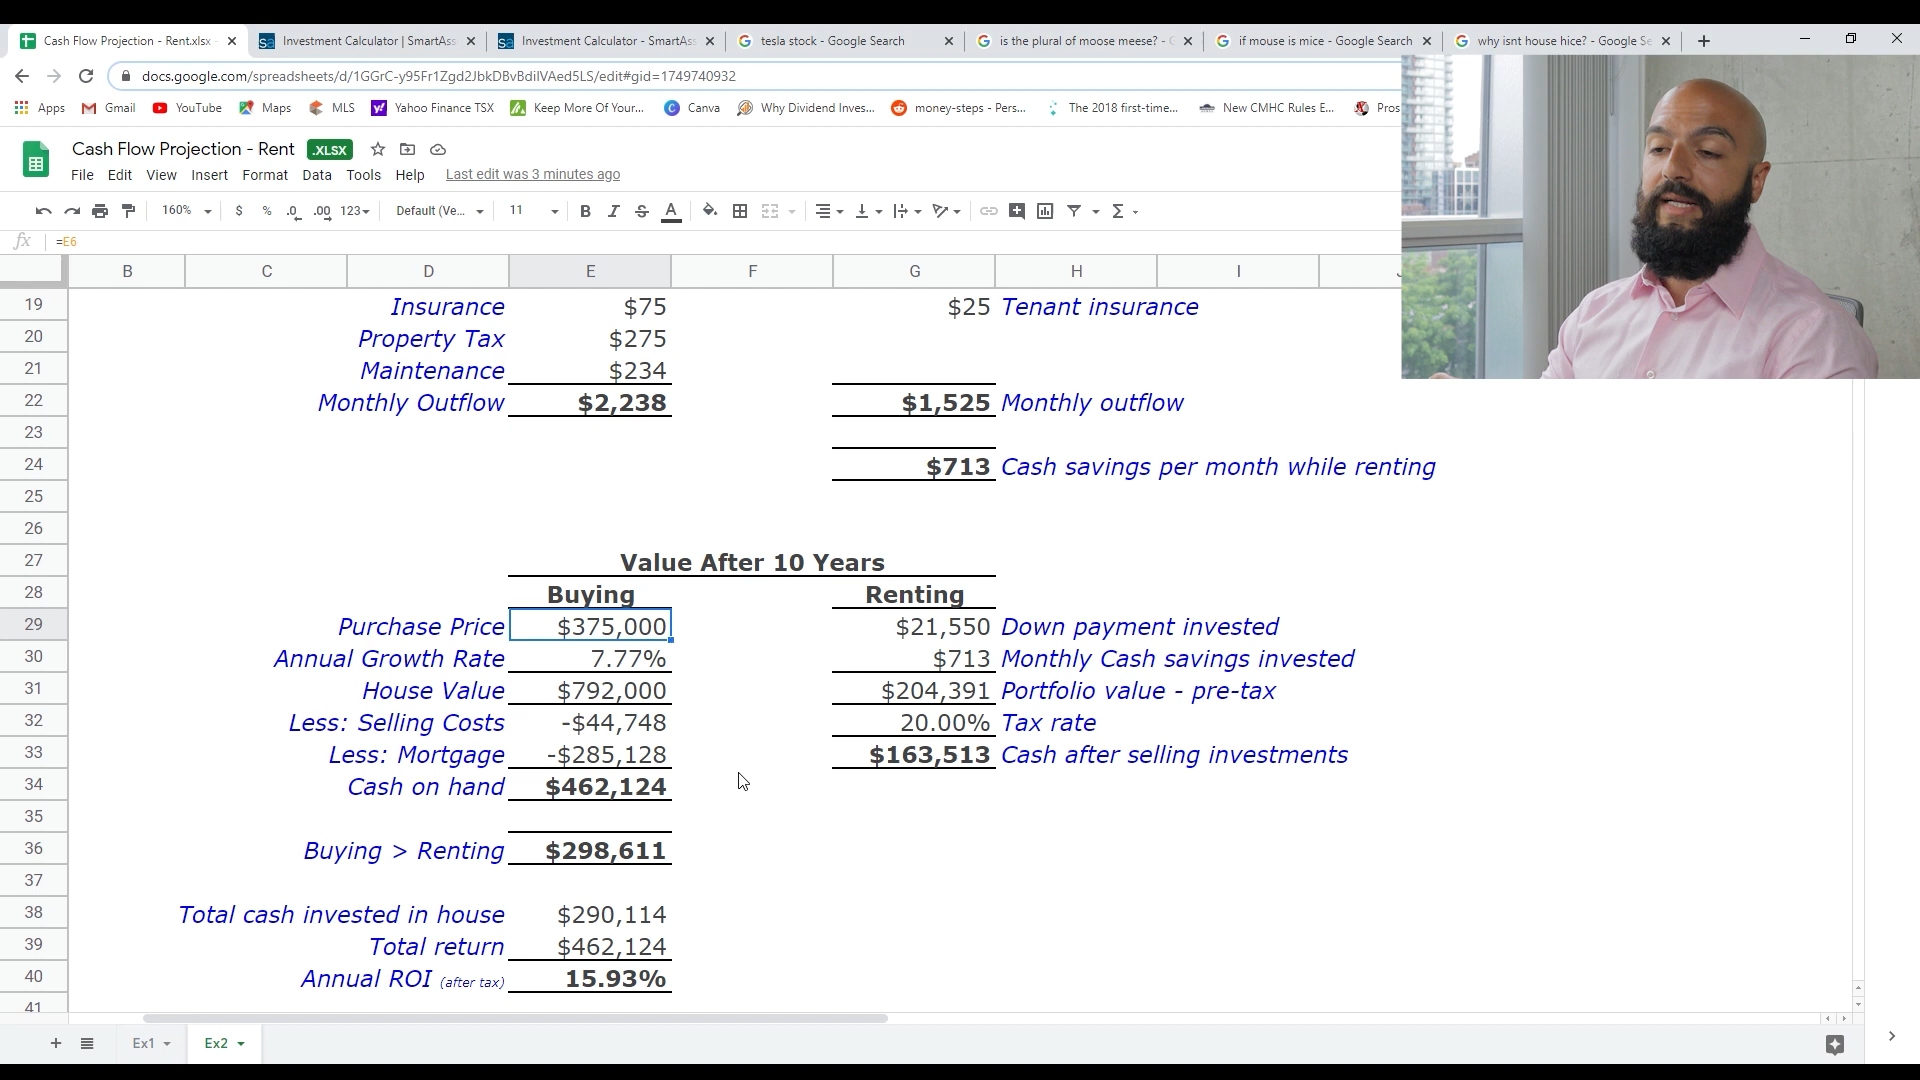 Cash Flow Projection - Rent.xlsx
Investment Calculator | SmartAss
Investment Calculator - SmartAss
tesla stock - Google Search
is the plural of moose meese? - G
if mouse is mice - Google Search
why isnt house hice? - Google Se
docs.google.com/spreadsheets/d/1GGrC-y95Fr1Zgd2JbkDBvBdilVAed5LS/edit#gid=1749740932
Apps Gmail YouTube Maps MLS Yahoo Finance TSX Keep More Of Your... Canva Why Dividend Inves... money-steps - Pers... The 2018 first-time... New CMHC Rules E... Pros
Cash Flow Projection - Rent .XLSX
File Edit View Insert Format Data Tools Help Last edit was 3 minutes ago
160% $ % .0 .00 123 Default (Ve... 11 B I S A
fx =E6
B C D E F G H I
19 Insurance $75 $25 Tenant insurance
20 Property Tax $275
21 Maintenance $234
22 Monthly Outflow $2,238 $1,525 Monthly outflow
23
24 $713 Cash savings per month while renting
25
26
27 Value After 10 Years
28 Buying Renting
29 Purchase Price $375,000 $21,550 Down payment invested
30 Annual Growth Rate 7.77% $713 Monthly Cash savings invested
31 House Value $792,000 $204,391 Portfolio value - pre-tax
32 Less: Selling Costs -$44,748 20.00% Tax rate
33 Less: Mortgage -$285,128 $163,513 Cash after selling investments
34 Cash on hand $462,124
35
36 Buying > Renting $298,611
37
38 Total cash invested in house $290,114
39 Total return $462,124
40 Annual ROI (after tax) 15.93%
41
Ex1 Ex2